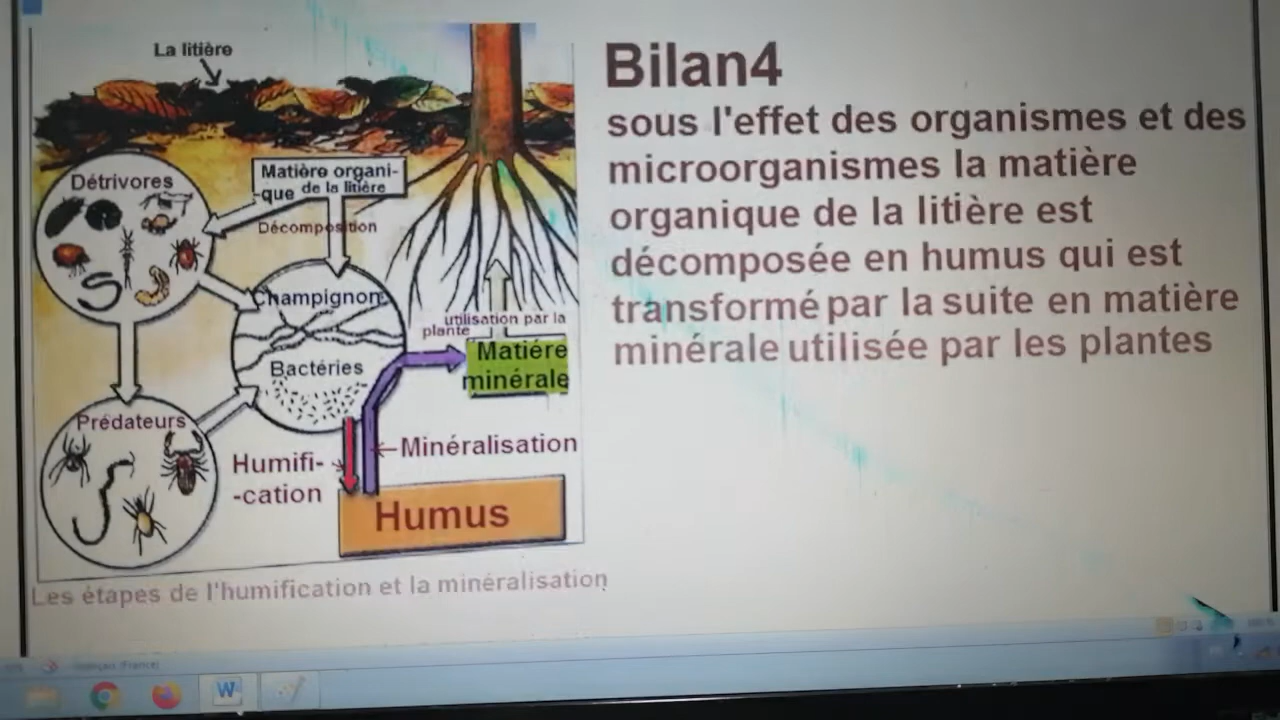 La litière
Détrivores
Matière organi-
-que de la litière
Décomposition
Champignon
Bactéries
utilisation par la
plante
Matiére
minérale
Prédateurs
Humifi-
-cation
Minéralisation
Humus
Les étapes de l'humification et la minéralisation
Bilan4
sous l'effet des organismes et des
microorganismes la matière
organique de la litière est
décomposée en humus qui est
transformé par la suite en matière
minérale utilisée par les plantes
Français (France)
W